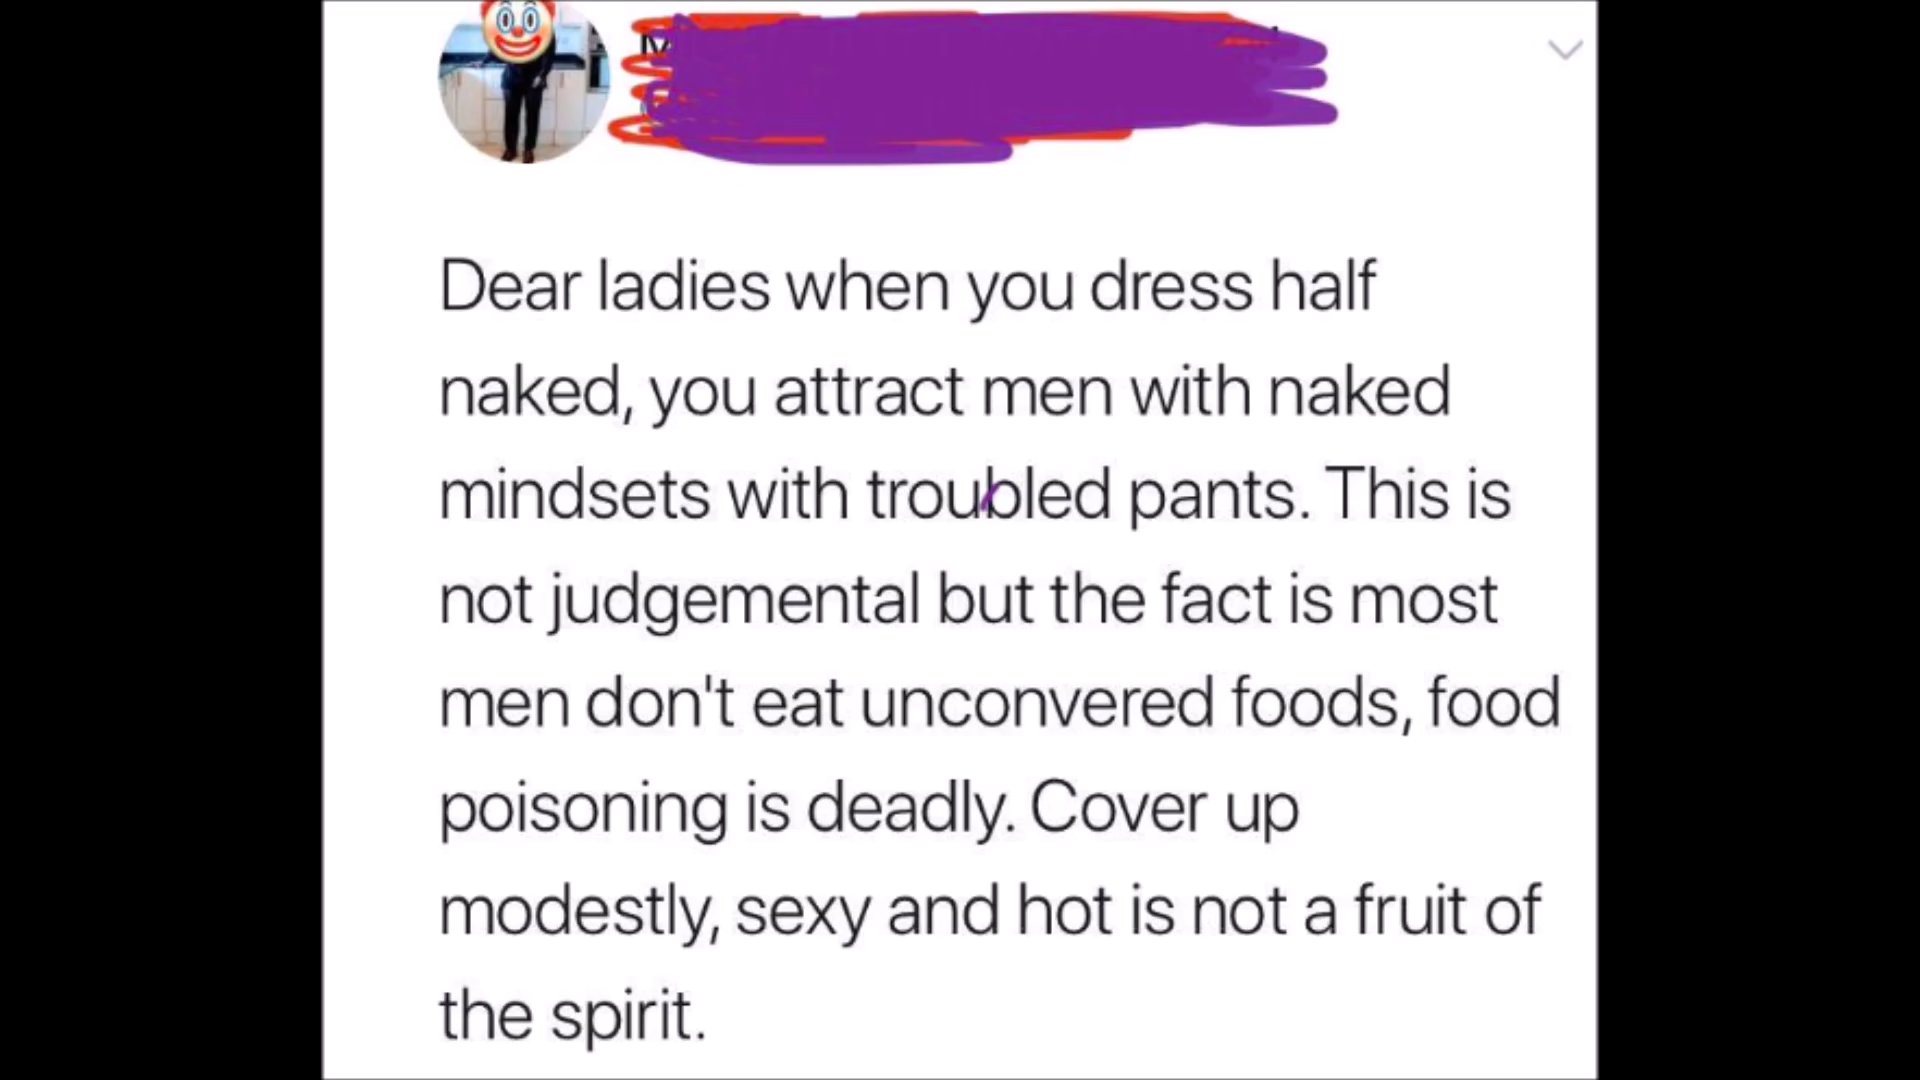 Dear ladies when you dress half
naked, you attract men with naked
mindsets with troubled pants. This is
not judgemental but the fact is most
men don't eat unconvered foods, food
poisoning is deadly. Cover up
modestly, sexy and hot is not a fruit of
the spirit.